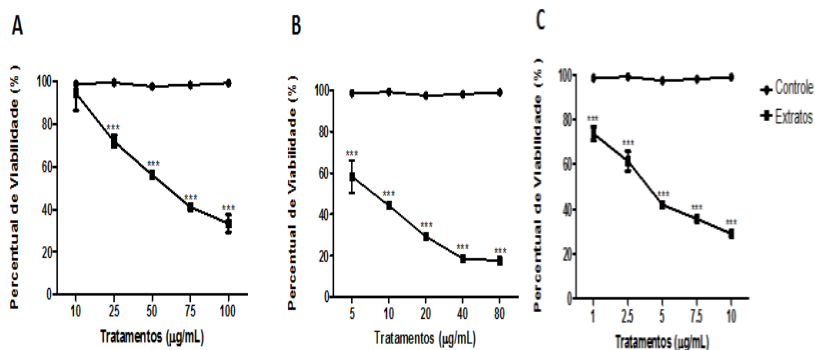 A
Percentual de Viabilidade (%)
100
80
60
40
20
0
***
***
***
***
10 25 50 75 100
Tratamentos (µg/mL)
B
Percentual de Viabilidade (%)
100
80
60
40
20
0
***
***
***
***
***
5 10 20 40 80
Tratamentos (µg/mL)
C
Percentual de Viabilidade (%)
100
80
60
40
20
0
***
***
***
***
***
1 2,5 5 7,5 10
Tratamentos (µg/mL)
Controle
Extratos